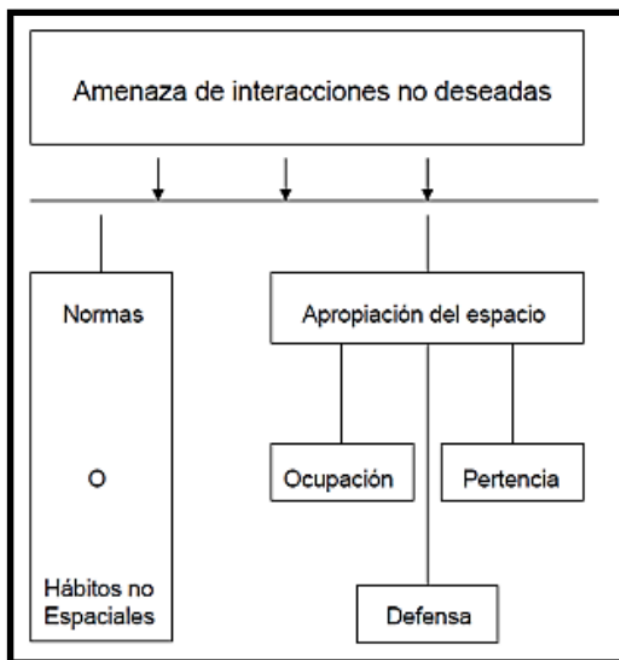 Amenaza de interacciones no deseadas
Normas
O
Hábitos no
Espaciales
Apropiación del espacio
Ocupación
Pertencia
Defensa